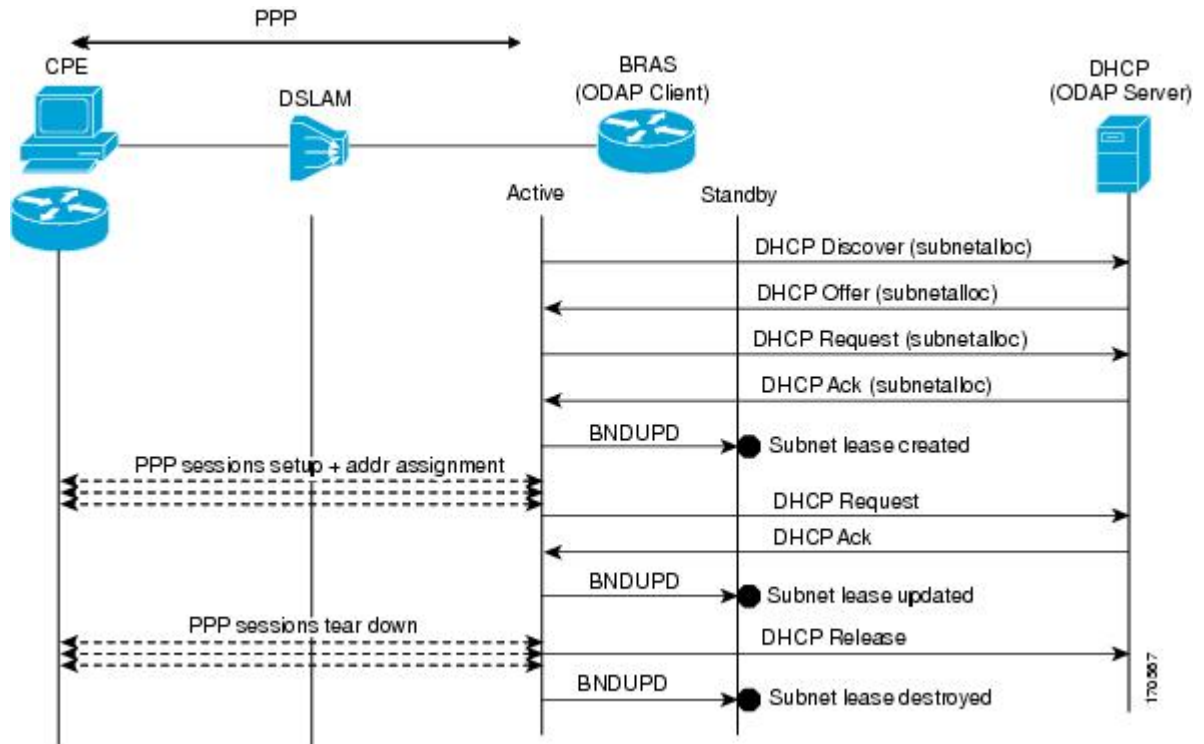 PPP
CPE
DSLAM
BRAS
(ODAP Client)
DHCP
(ODAP Server)
Active
Standby
DHCP Discover (subnetalloc)
DHCP Offer (subnetalloc)
DHCP Request (subnetalloc)
DHCP Ack (subnetalloc)
BNDUPD
Subnet lease created
PPP sessions setup + addr assignment
DHCP Request
DHCP Ack
BNDUPD
Subnet lease updated
PPP sessions tear down
DHCP Release
BNDUPD
Subnet lease destroyed
170567